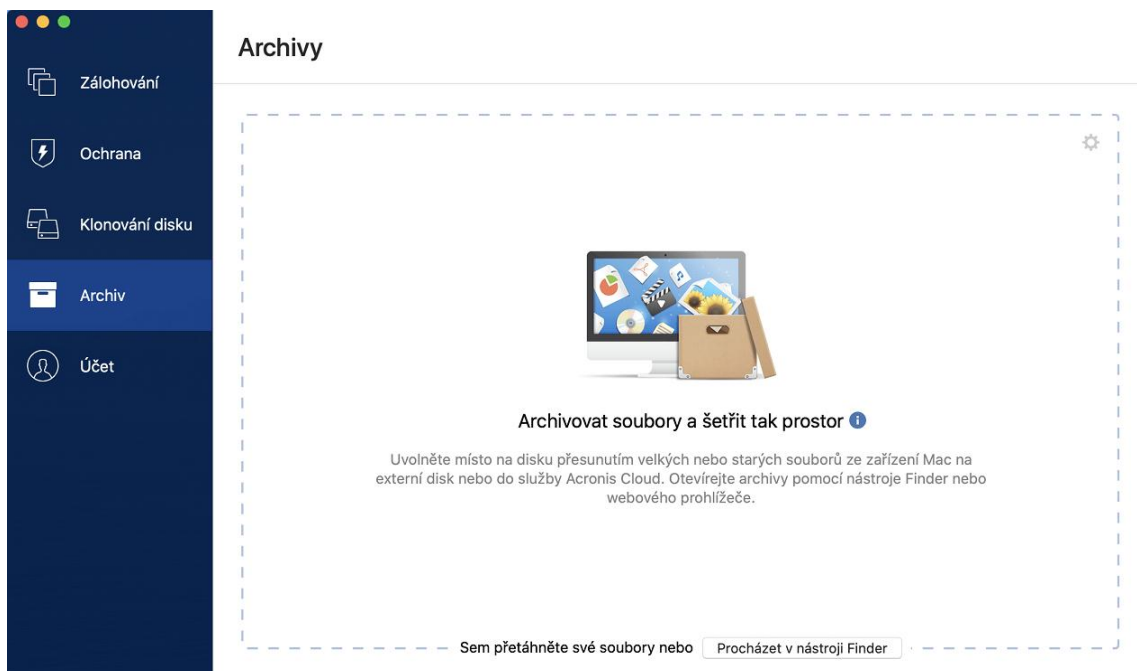 Archivy
Zálohování
Ochrana
Klonování disku
Archiv
Účet
Archivovat soubory a šetřit tak prostor
Uvolněte místo na disku přesunutím velkých nebo starých souborů ze zařízení Mac na
externí disk nebo do služby Acronis Cloud. Otevírejte archivy pomocí nástroje Finder nebo
webového prohlížeče.
Sem přetáhněte své soubory nebo Procházet v nástroji Finder